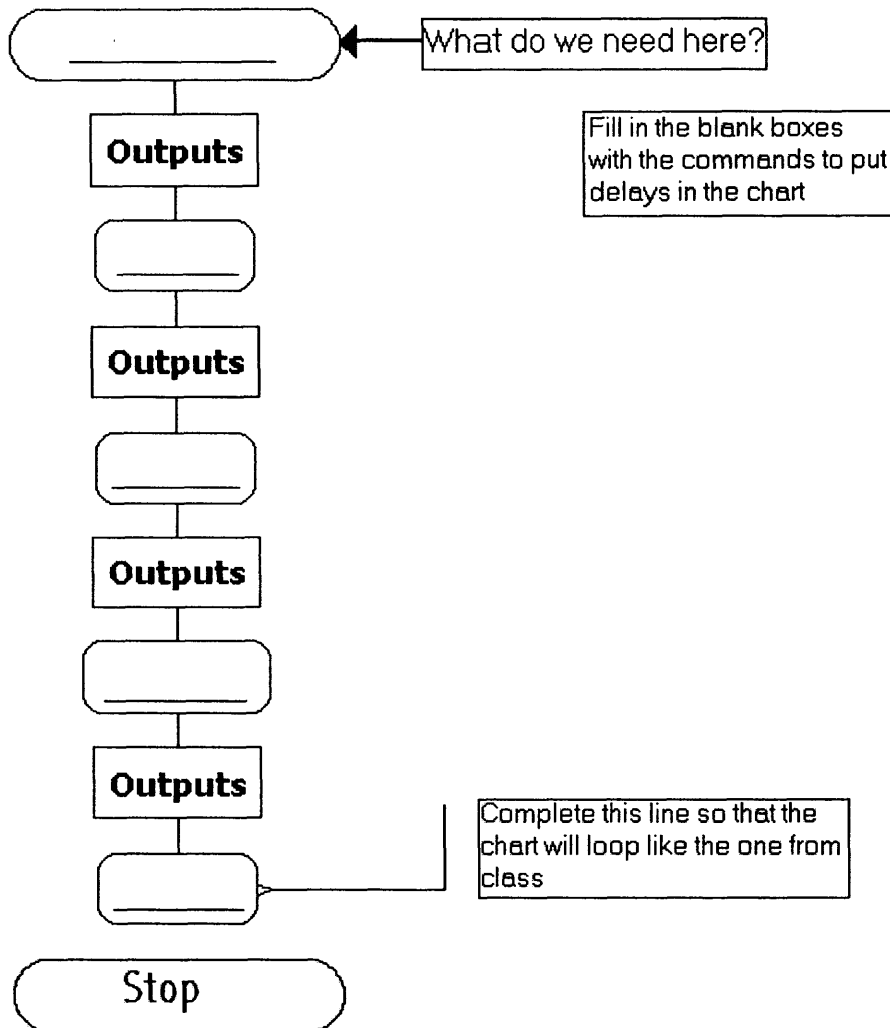 What do we need here?
Outputs
Fill in the blank boxes
with the commands to put
delays in the chart
Outputs
Outputs
Outputs
Complete this line so that the
chart will loop like the one from
class
Stop